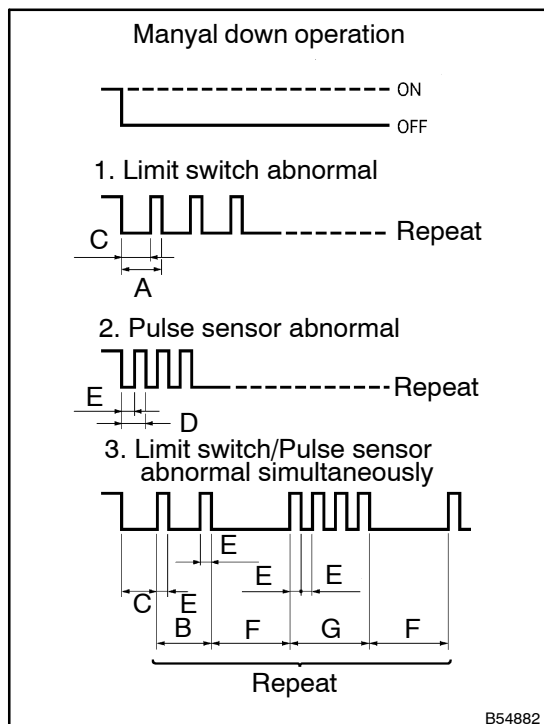 Manyal down operation
ON
OFF
1. Limit switch abnormal
Repeat
C
A
2. Pulse sensor abnormal
Repeat
E
D
3. Limit switch/Pulse sensor
abnormal simultaneously
E
E E
C E
B F G F
Repeat
B54882